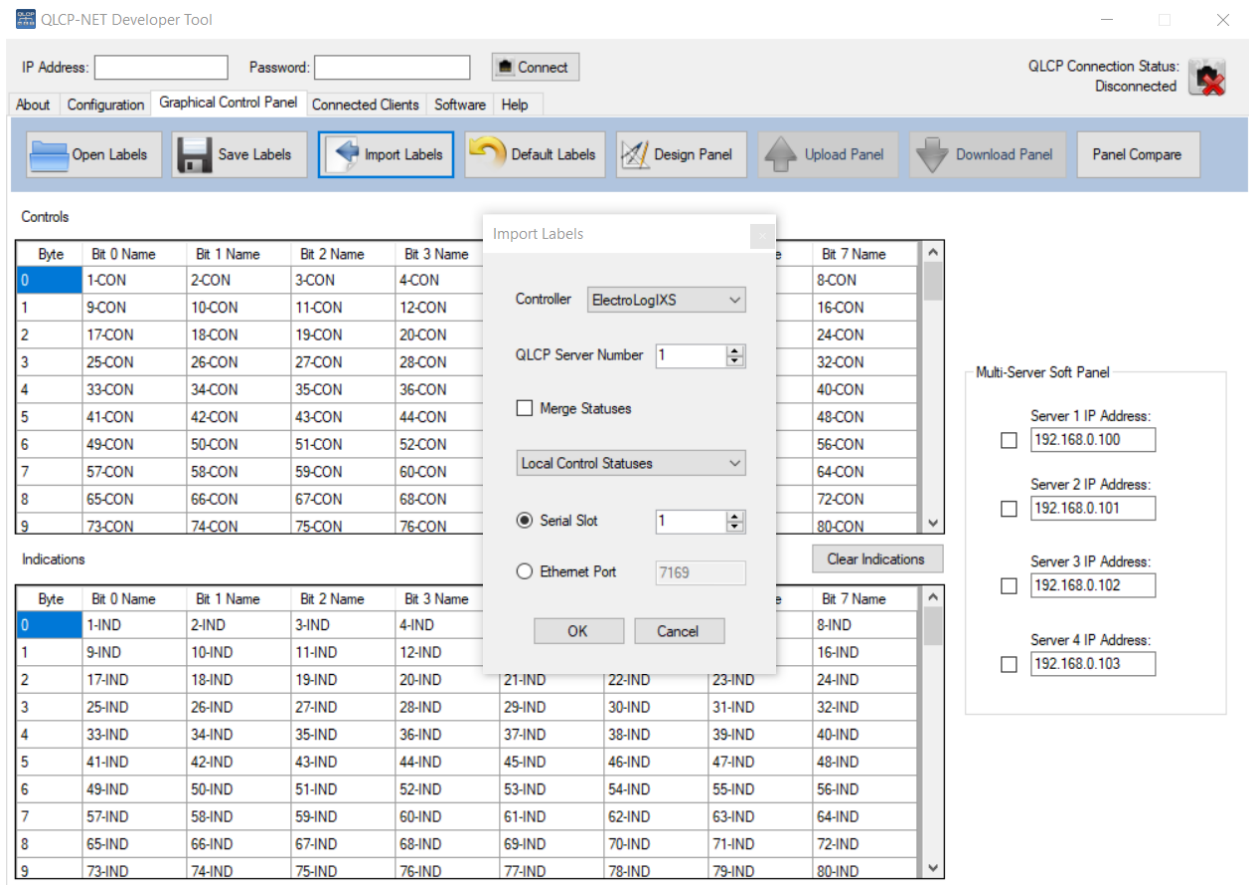 QLCP-NET Developer Tool
IP Address: Password: Connect QLCP Connection Status:
Disconnected
About Configuration Graphical Control Panel Connected Clients Software Help
Open Labels Save Labels Import Labels Default Labels Design Panel Upload Panel Download Panel Panel Compare
Controls
Byte Bit 0 Name Bit 1 Name Bit 2 Name Bit 3 Name Bit 7 Name
0 1-CON 2-CON 3-CON 4-CON 8-CON
1 9-CON 10-CON 11-CON 12-CON 16-CON
2 17-CON 18-CON 19-CON 20-CON 24-CON
3 25-CON 26-CON 27-CON 28-CON 32-CON
4 33-CON 34-CON 35-CON 36-CON 40-CON
5 41-CON 42-CON 43-CON 44-CON 48-CON
6 49-CON 50-CON 51-CON 52-CON 56-CON
7 57-CON 58-CON 59-CON 60-CON 64-CON
8 65-CON 66-CON 67-CON 68-CON 72-CON
9 73-CON 74-CON 75-CON 76-CON 80-CON
Import Labels
Controller ElectroLogIXS
QLCP Server Number 1
Merge Statuses
Local Control Statuses
Serial Slot 1
Ethernet Port 7169
OK Cancel
Indications Clear Indications
Byte Bit 0 Name Bit 1 Name Bit 2 Name Bit 3 Name Bit 7 Name
0 1-IND 2-IND 3-IND 4-IND 8-IND
1 9-IND 10-IND 11-IND 12-IND 16-IND
2 17-IND 18-IND 19-IND 20-IND 21-IND 22-IND 23-IND 24-IND
3 25-IND 26-IND 27-IND 28-IND 29-IND 30-IND 31-IND 32-IND
4 33-IND 34-IND 35-IND 36-IND 37-IND 38-IND 39-IND 40-IND
5 41-IND 42-IND 43-IND 44-IND 45-IND 46-IND 47-IND 48-IND
6 49-IND 50-IND 51-IND 52-IND 53-IND 54-IND 55-IND 56-IND
7 57-IND 58-IND 59-IND 60-IND 61-IND 62-IND 63-IND 64-IND
8 65-IND 66-IND 67-IND 68-IND 69-IND 70-IND 71-IND 72-IND
9 73-IND 74-IND 75-IND 76-IND 77-IND 78-IND 79-IND 80-IND
Multi-Server Soft Panel
Server 1 IP Address:
192.168.0.100
Server 2 IP Address:
192.168.0.101
Server 3 IP Address:
192.168.0.102
Server 4 IP Address:
192.168.0.103